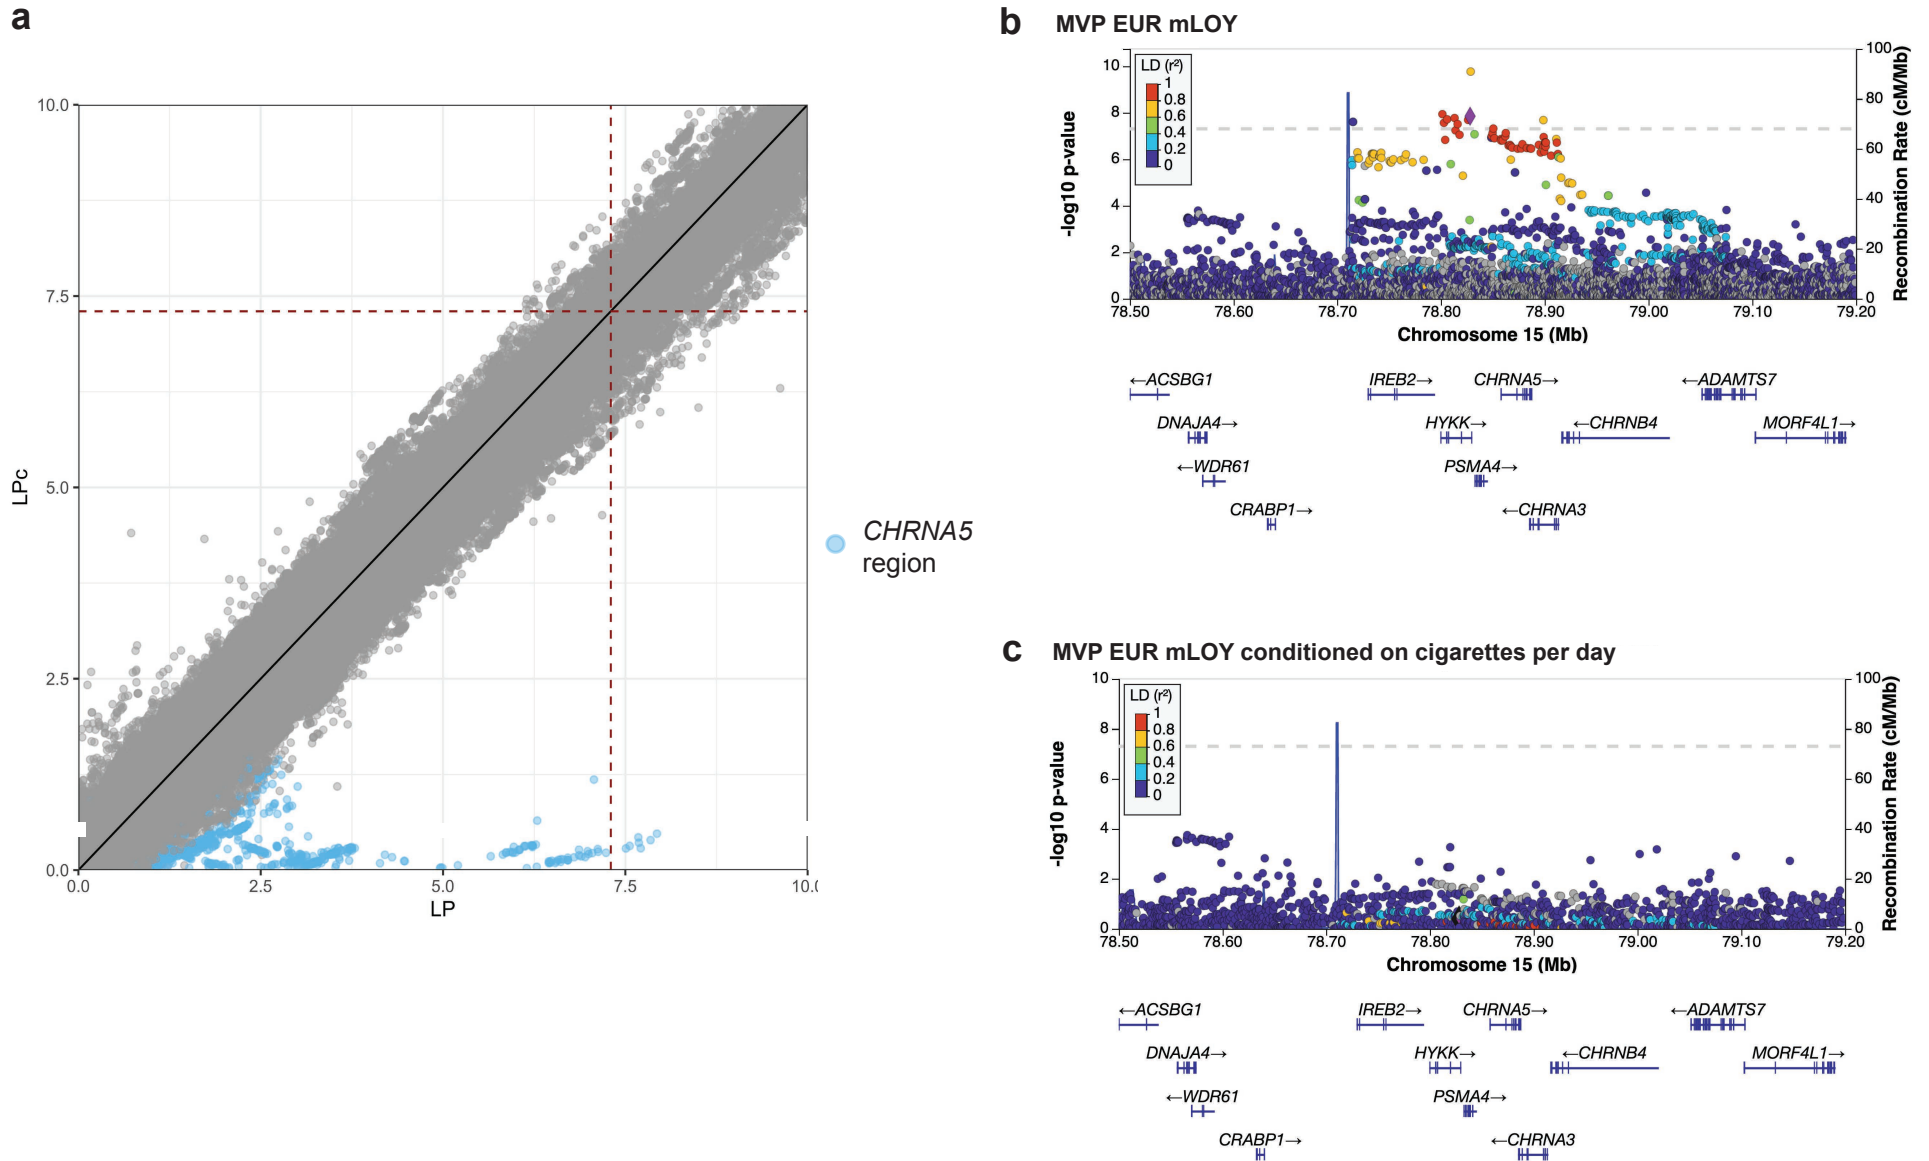 a
10.0
7.5
5.0
2.5
0.0
LPc
0.0 2.5 5.0 7.5 10.0
LP
CHRNA5
region
b MVP EUR mLOY
LD (r²)
1
0.8
0.6
0.4
0.2
0
10
8
6
4
2
0
-log10 p-value
100
80
60
40
20
0
Recombination Rate (cM/Mb)
78.50 78.60 78.70 78.80 78.90 79.00 79.10 79.20
Chromosome 15 (Mb)
←ACSBG1 IREB2→ CHRNA5→ ←ADAMTS7
DNAJA4→ HYKK→ ←CHRNB4 MORF4L1→
←WDR61 PSMA4→
CRABP1→ ←CHRNA3
c MVP EUR mLOY conditioned on cigarettes per day
LD (r²)
1
0.8
0.6
0.4
0.2
0
10
8
6
4
2
0
-log10 p-value
100
80
60
40
20
0
Recombination Rate (cM/Mb)
78.50 78.60 78.70 78.80 78.90 79.00 79.10 79.20
Chromosome 15 (Mb)
←ACSBG1 IREB2→ CHRNA5→ ←ADAMTS7
DNAJA4→ HYKK→ ←CHRNB4 MORF4L1→
←WDR61 PSMA4→
CRABP1→ ←CHRNA3